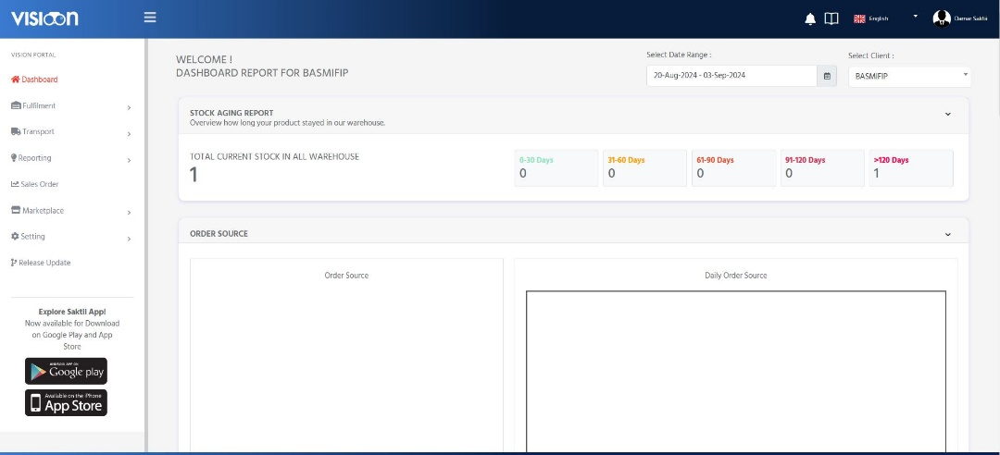 VISION
English
Damar Sakti
VISION PORTAL
Dashboard
Fulfilment
Transport
Reporting
Sales Order
Marketplace
Setting
Release Update
Explore Saktil App!
Now available for Download
on Google Play and App
Store
ANDROID APP ON
Google play
Available on the iPhone
App Store
WELCOME !
DASHBOARD REPORT FOR BASMIFIP
Select Date Range :
20-Aug-2024 - 03-Sep-2024
Select Client :
BASMIFIP
STOCK AGING REPORT
Overview how long your product stayed in our warehouse.
TOTAL CURRENT STOCK IN ALL WAREHOUSE
1
0-30 Days
0
31-60 Days
0
61-90 Days
0
91-120 Days
0
>120 Days
1
ORDER SOURCE
Order Source
Daily Order Source